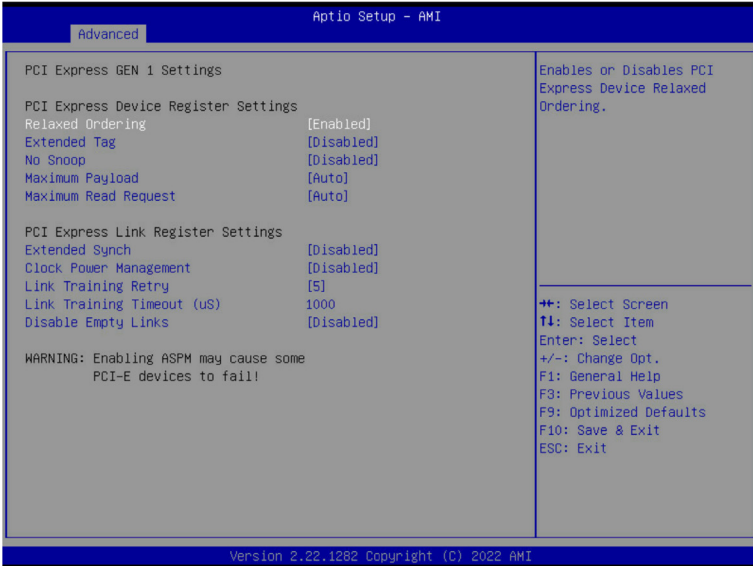 Aptio Setup – AMI
Advanced
PCI Express GEN 1 Settings
PCI Express Device Register Settings
Relaxed Ordering [Enabled]
Extended Tag [Disabled]
No Snoop [Disabled]
Maximum Payload [Auto]
Maximum Read Request [Auto]
PCI Express Link Register Settings
Extended Synch [Disabled]
Clock Power Management [Disabled]
Link Training Retry [5]
Link Training Timeout (uS) 1000
Disable Empty Links [Disabled]
WARNING: Enabling ASPM may cause some
PCI-E devices to fail!
Enables or Disables PCI
Express Device Relaxed
Ordering.
→←: Select Screen
↑↓: Select Item
Enter: Select
+/-: Change Opt.
F1: General Help
F3: Previous Values
F9: Optimized Defaults
F10: Save & Exit
ESC: Exit
Version 2.22.1282 Copyright (C) 2022 AMI